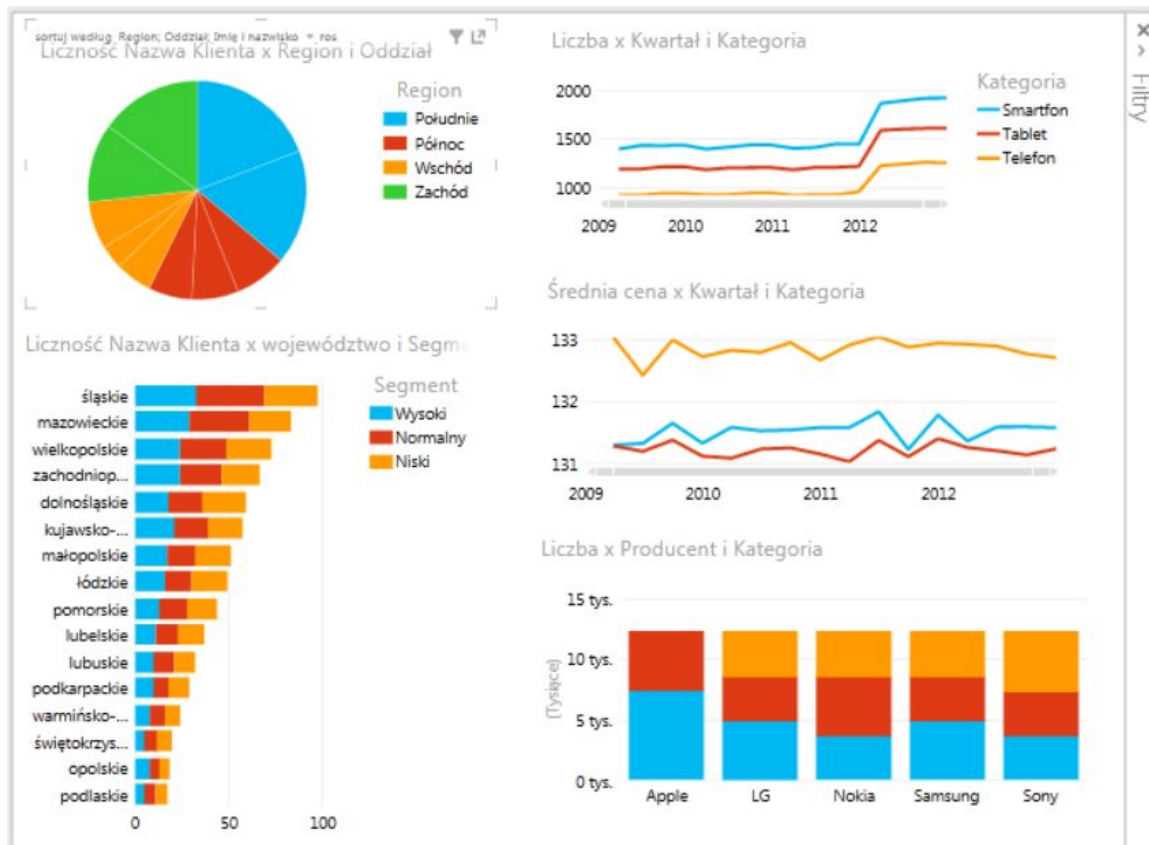 sortuj według Region; Oddział; Imię i nazwisko ros
Liczność Nazwa Klienta x Region i Oddział
Region
Południe
Północ
Wschód
Zachód
Liczność Nazwa Klienta x województwo i Segme
Segment
Wysoki
Normalny
Niski
śląskie
mazowieckie
wielkopolskie
zachodniop...
dolnośląskie
kujawsko-...
małopolskie
łódzkie
pomorskie
lubelskie
lubuskie
podkarpackie
warmińsko-...
świętokrzys...
opolskie
podlaskie
0 50 100
Liczba x Kwartał i Kategoria
Kategoria
Smartfon
Tablet
Telefon
2000
1500
1000
2009 2010 2011 2012
Średnia cena x Kwartał i Kategoria
133
132
131
2009 2010 2011 2012
Liczba x Producent i Kategoria
(Tysiące)
15 tys.
10 tys.
5 tys.
0 tys.
Apple LG Nokia Samsung Sony
Filtry